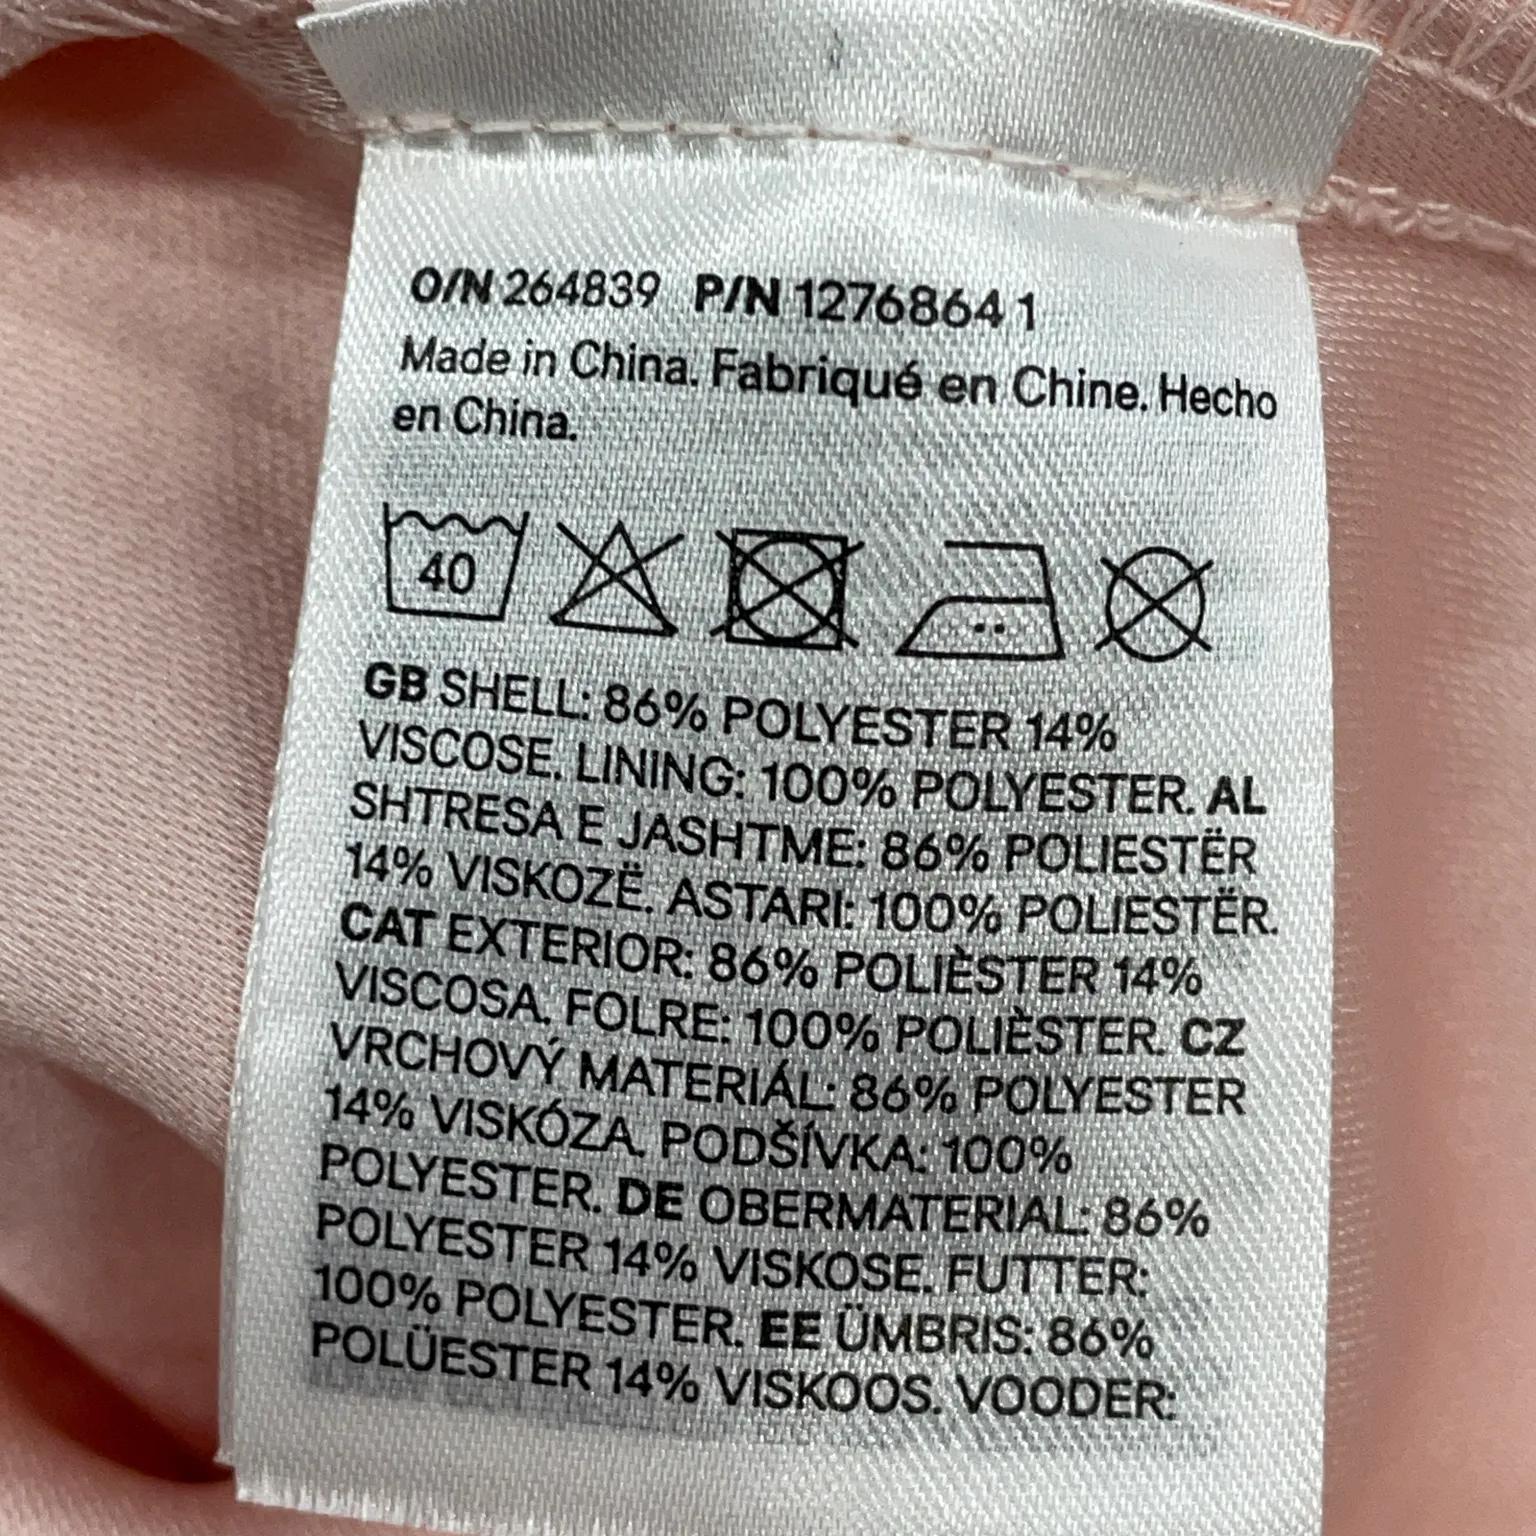 O/N 264839 P/N 1276864 1
Made in China. Fabriqué en Chine. Hecho
en China.
40
GB SHELL: 86% POLYESTER 14%
VISCOSE. LINING: 100% POLYESTER. AL
SHTRESA E JASHTME: 86% POLIESTËR
14% VISKOZË. ASTARI: 100% POLIESTËR.
CAT EXTERIOR: 86% POLIÈSTER 14%
VISCOSA. FOLRE: 100% POLIÈSTER. CZ
VRCHOVÝ MATERIÁL: 86% POLYESTER
14% VISKÓZA. PODŠÍVKA: 100%
POLYESTER. DE OBERMATERIAL: 86%
POLYESTER 14% VISKOSE. FUTTER:
100% POLYESTER. EE ÜMBRIS: 86%
POLÜESTER 14% VISKOOS. VOODER: